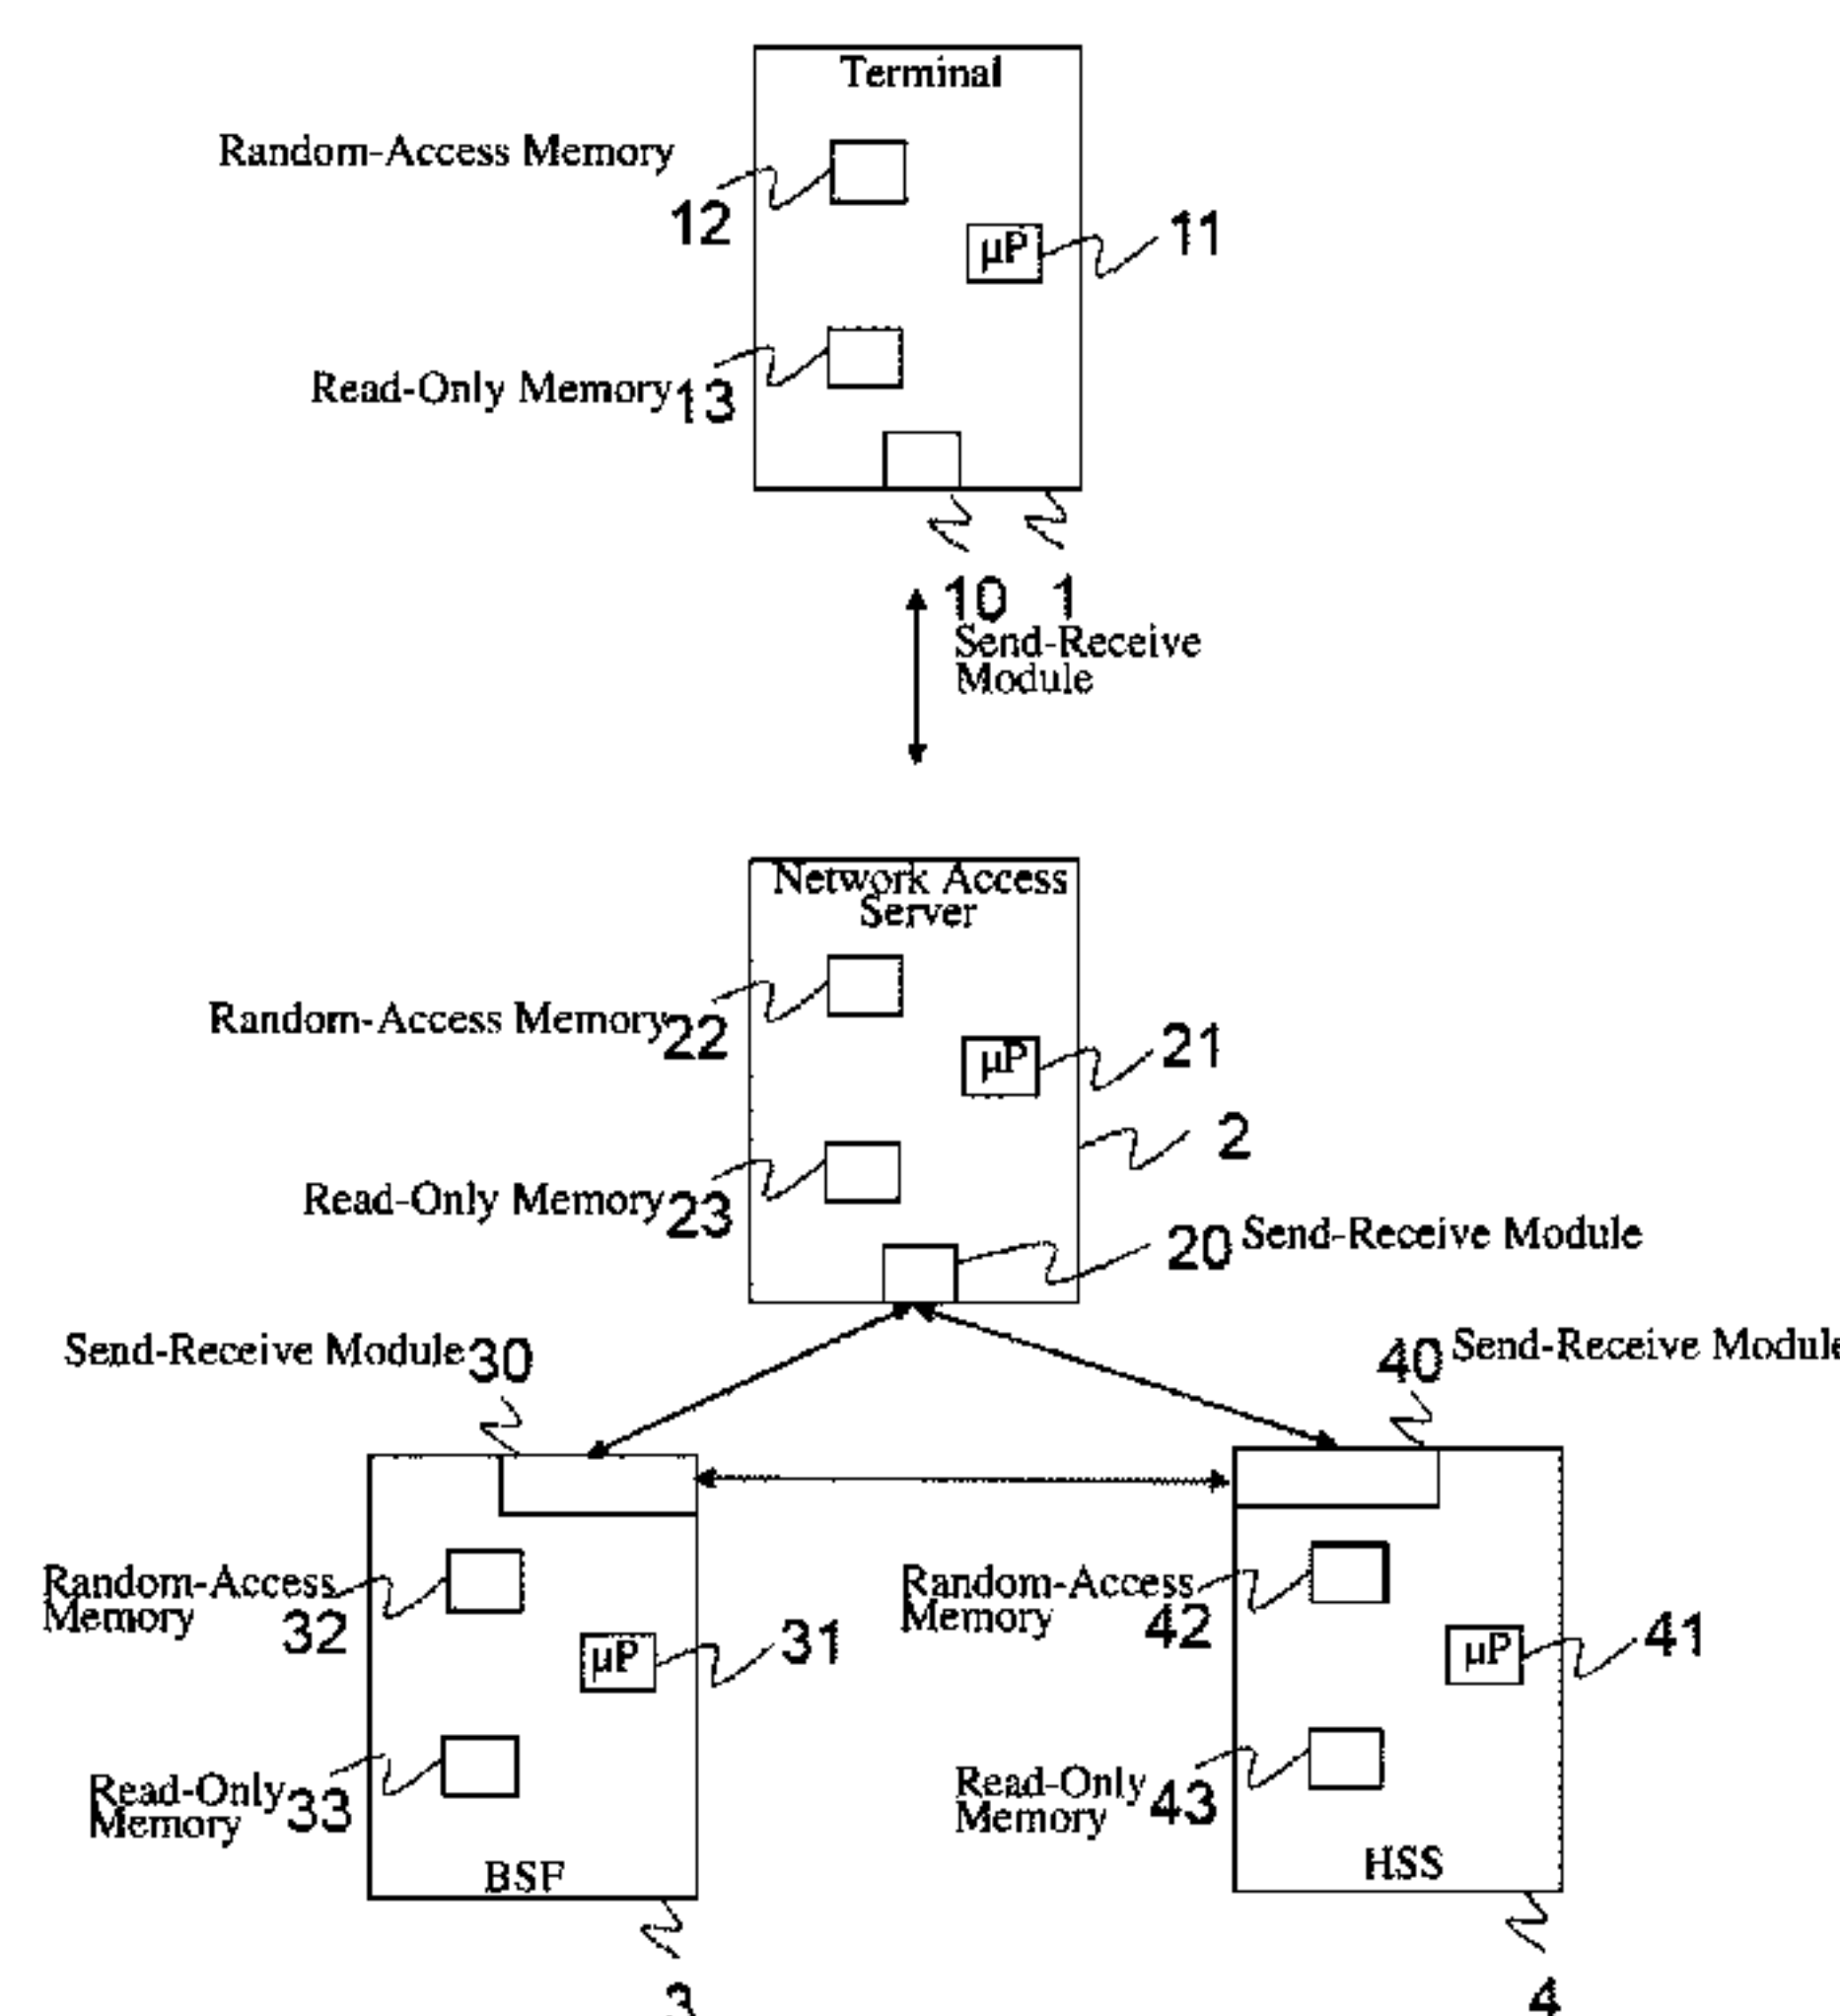 Terminal
Random-Access Memory
12
µP
11
Read-Only Memory 13
10 1
Send-Receive
Module
Network Access
Server
Random-Access Memory 22
µP
21
2
Read-Only Memory 23
20 Send-Receive Module
Send-Receive Module 30
40 Send-Receive Module
Random-Access
Memory
32
µP
31
Random-Access
Memory
42
µP
41
Read-Only
Memory
33
Read-Only
Memory
43
BSF
HSS
3
4